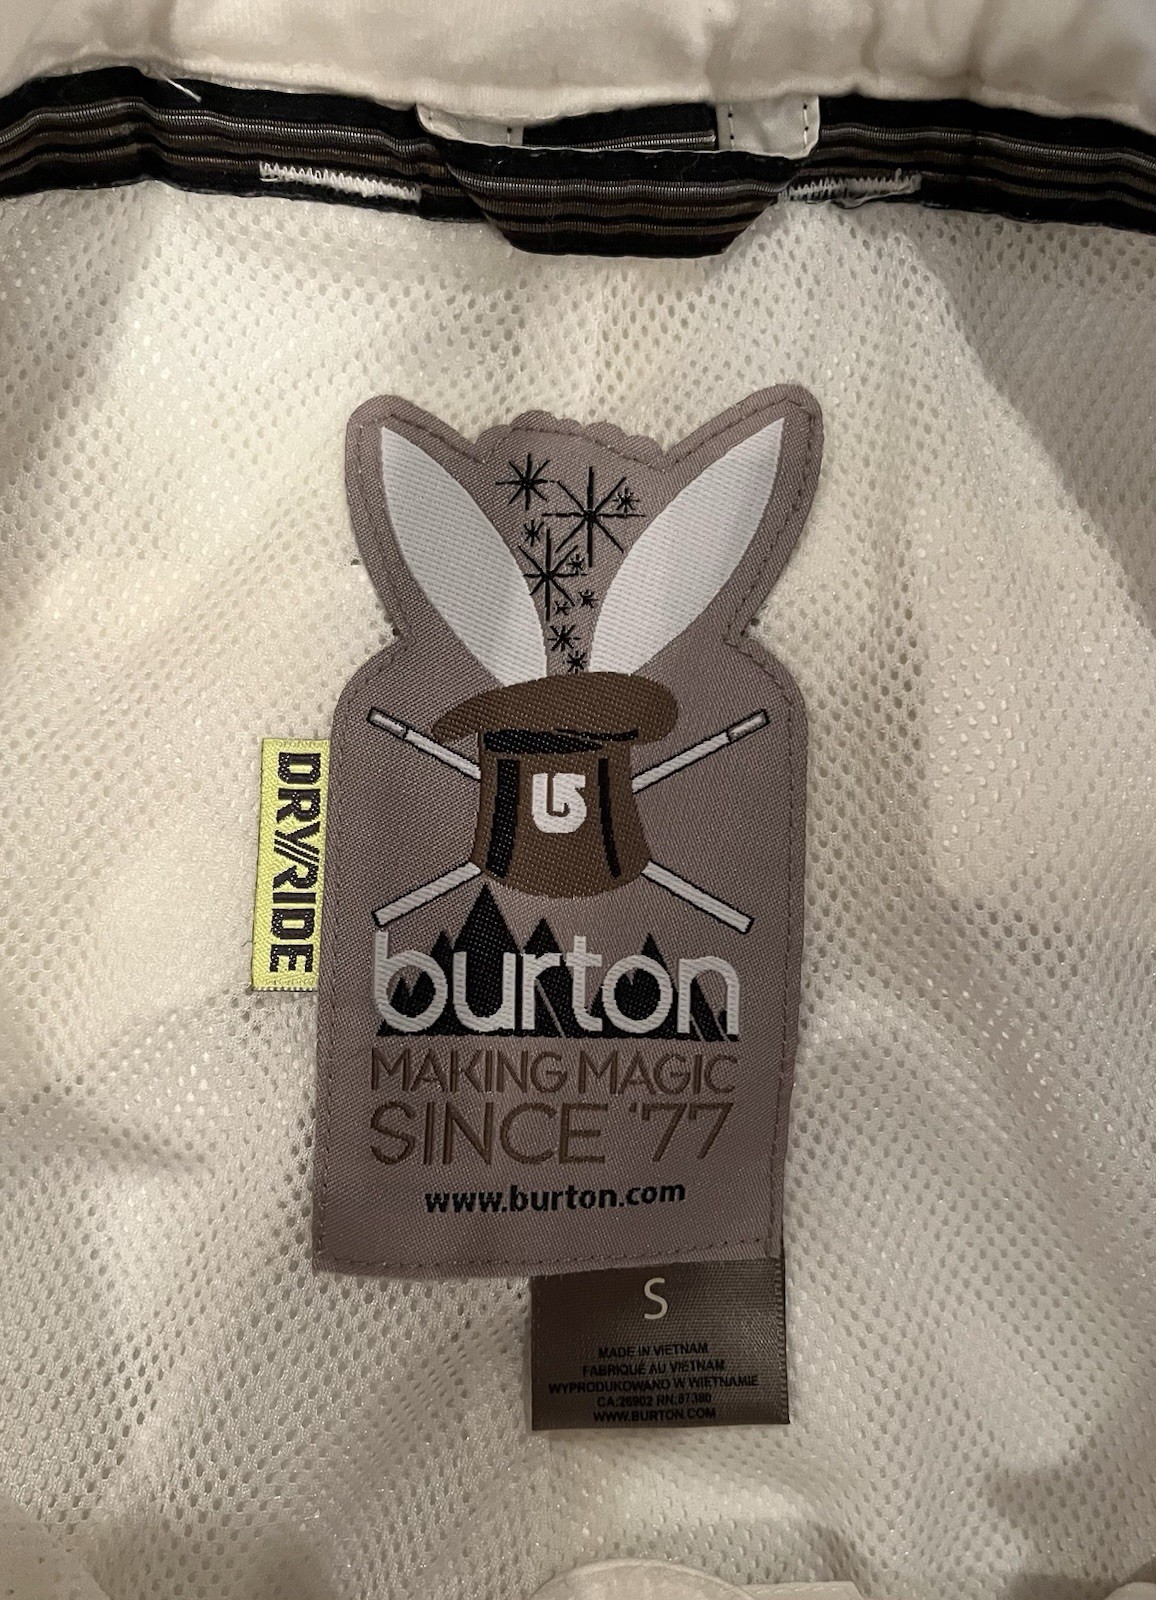 DRY//RIDE
burton
MAKING MAGIC
SINCE '77
www.burton.com
S
MADE IN VIETNAM
FABRIQUÉ AU VIETNAM
WYPRODUKOWANO W WIETNAMIE
CA:26902 RN.87380
WWW.BURTON.COM